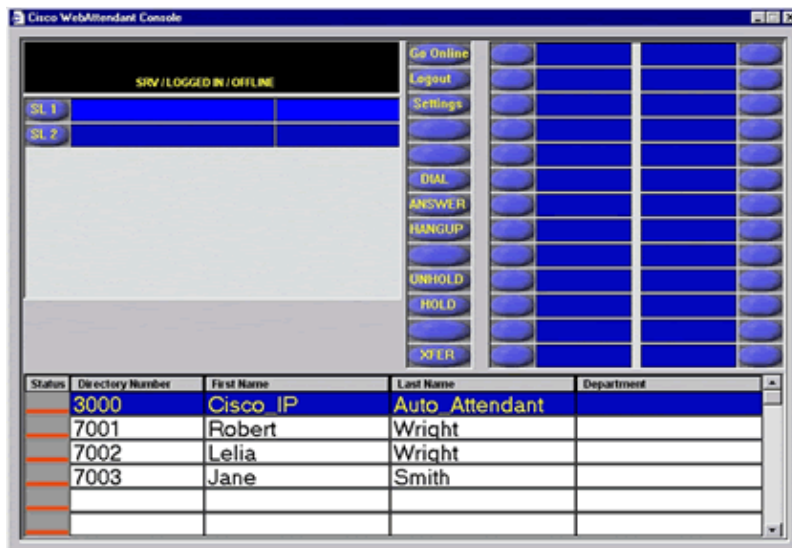 Cisco WebAttendant Console
SRV / LOGGED IN / OFFLINE
SL 1
SL 2
Go Online
Logout
Settings
DIAL
ANSWER
HANGUP
UNHOLD
HOLD
XFER
Status Directory Number First Name Last Name Department
3000 Cisco_IP Auto_Attendant
7001 Robert Wright
7002 Lelia Wright
7003 Jane Smith